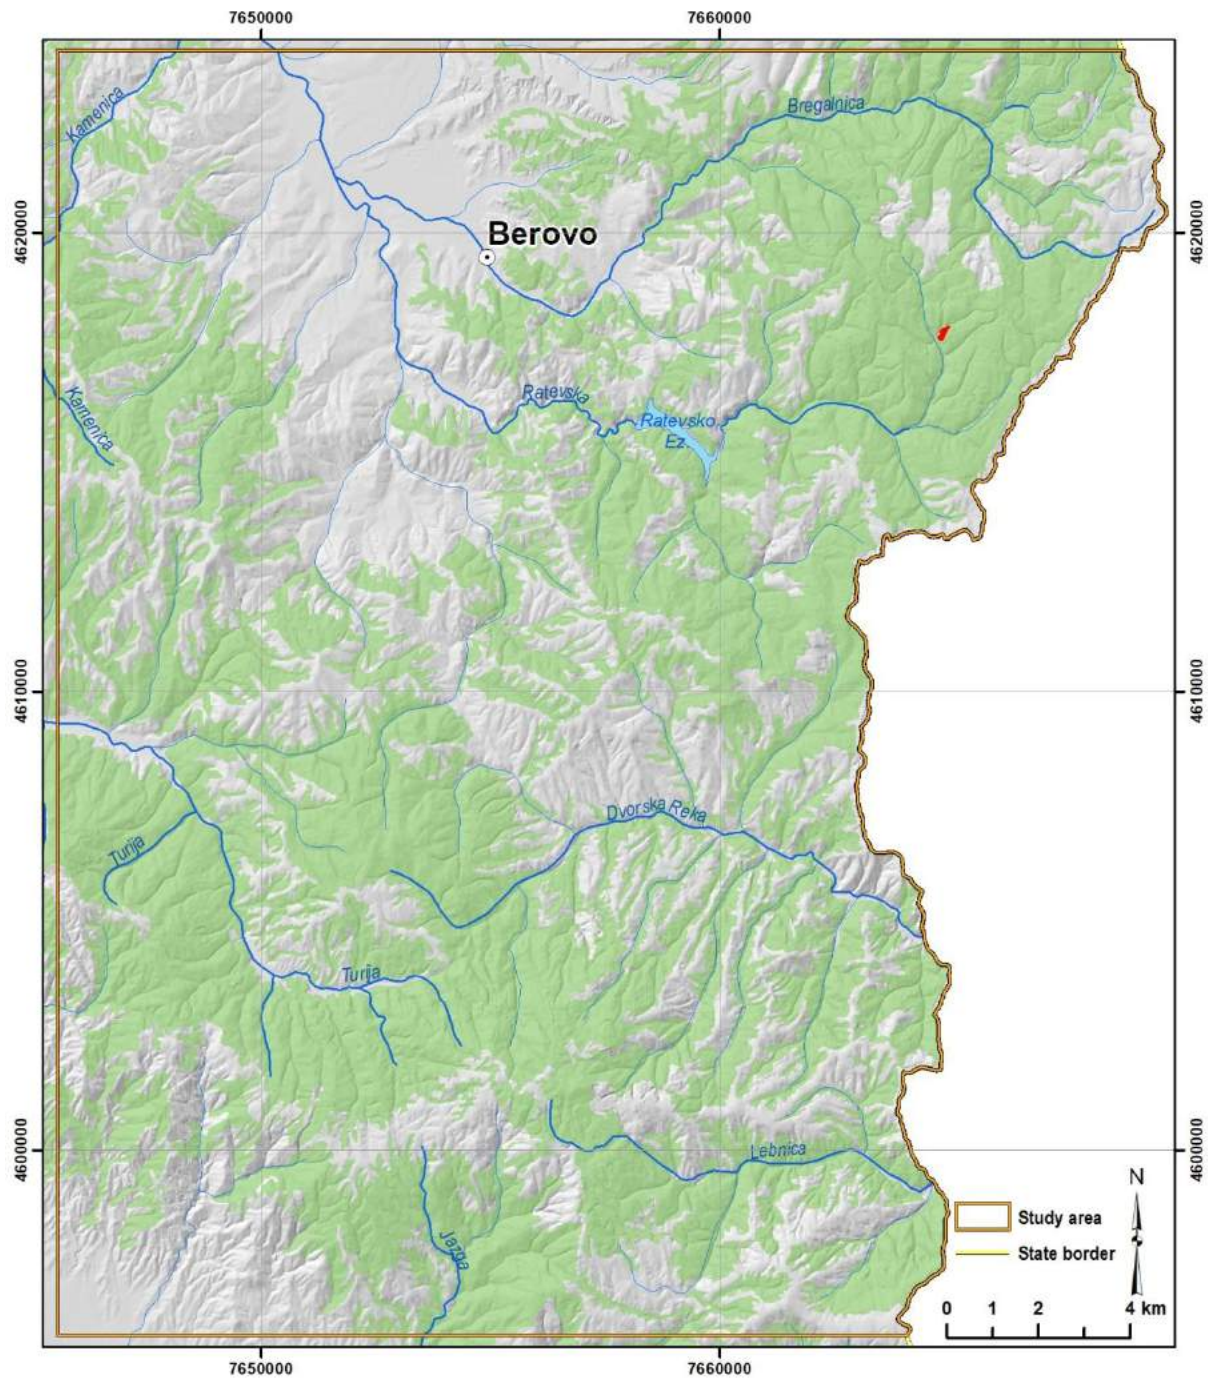 7650000
7660000
Kamenica
Bregalnica
4620000
Berovo
4620000
Kamenica
Ratevska
Ratevsko
Ez.
4610000
4610000
Dvorska Reka
Turija
Turija
4600000
Lebnica
4600000
Jazga
N
Study area
State border
0 1 2 4 km
7650000
7660000